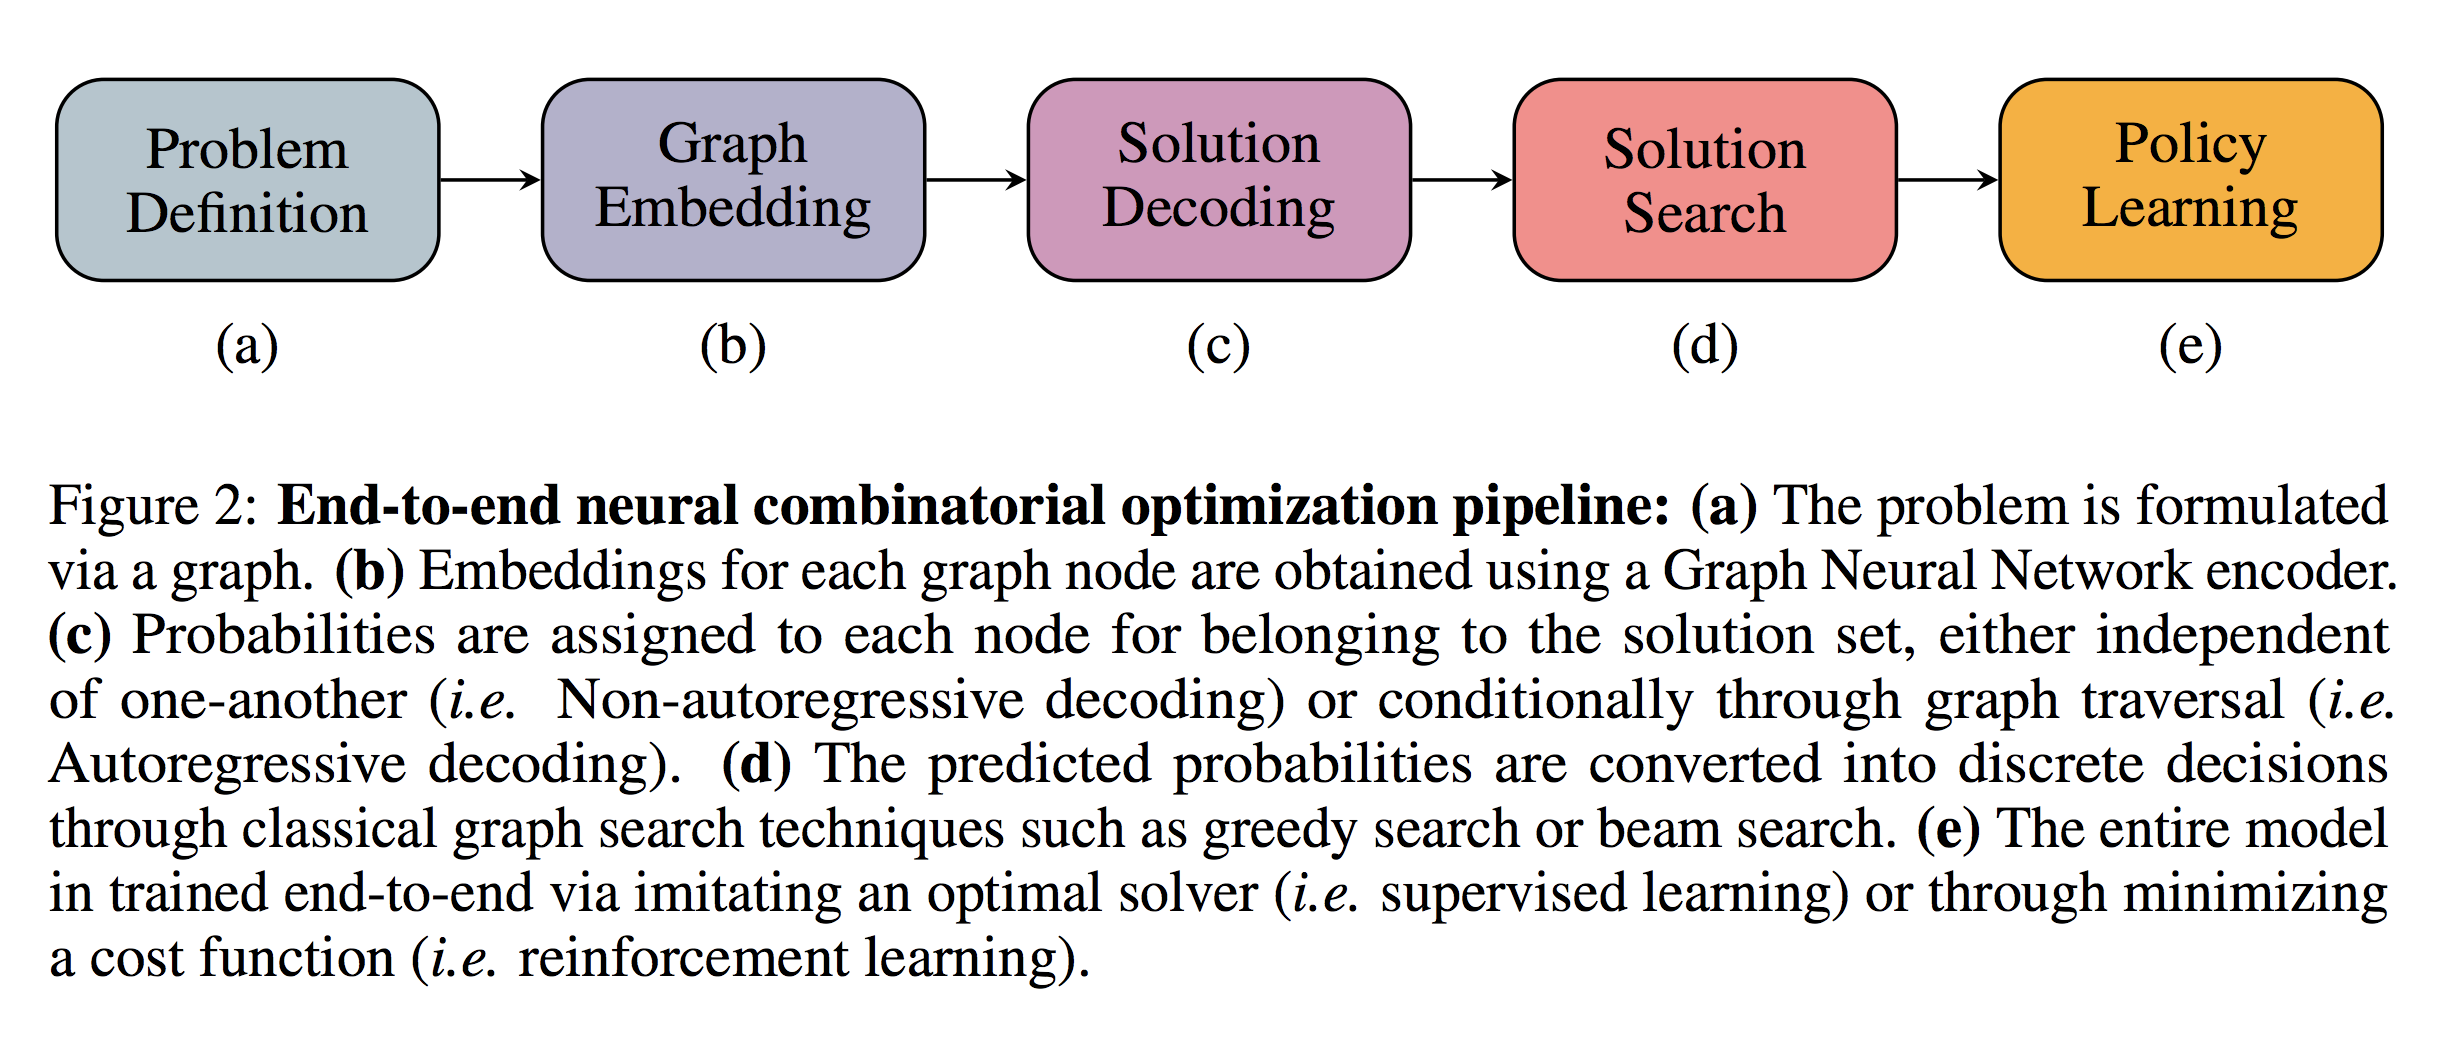 Problem
Definition
Graph
Embedding
Solution
Decoding
Solution
Search
Policy
Learning
(a)
(b)
(c)
(d)
(e)
Figure 2: End-to-end neural combinatorial optimization pipeline: (a) The problem is formulated
via a graph. (b) Embeddings for each graph node are obtained using a Graph Neural Network encoder.
(c) Probabilities are assigned to each node for belonging to the solution set, either independent
of one-another (i.e. Non-autoregressive decoding) or conditionally through graph traversal (i.e.
Autoregressive decoding). (d) The predicted probabilities are converted into discrete decisions
through classical graph search techniques such as greedy search or beam search. (e) The entire model
in trained end-to-end via imitating an optimal solver (i.e. supervised learning) or through minimizing
a cost function (i.e. reinforcement learning).